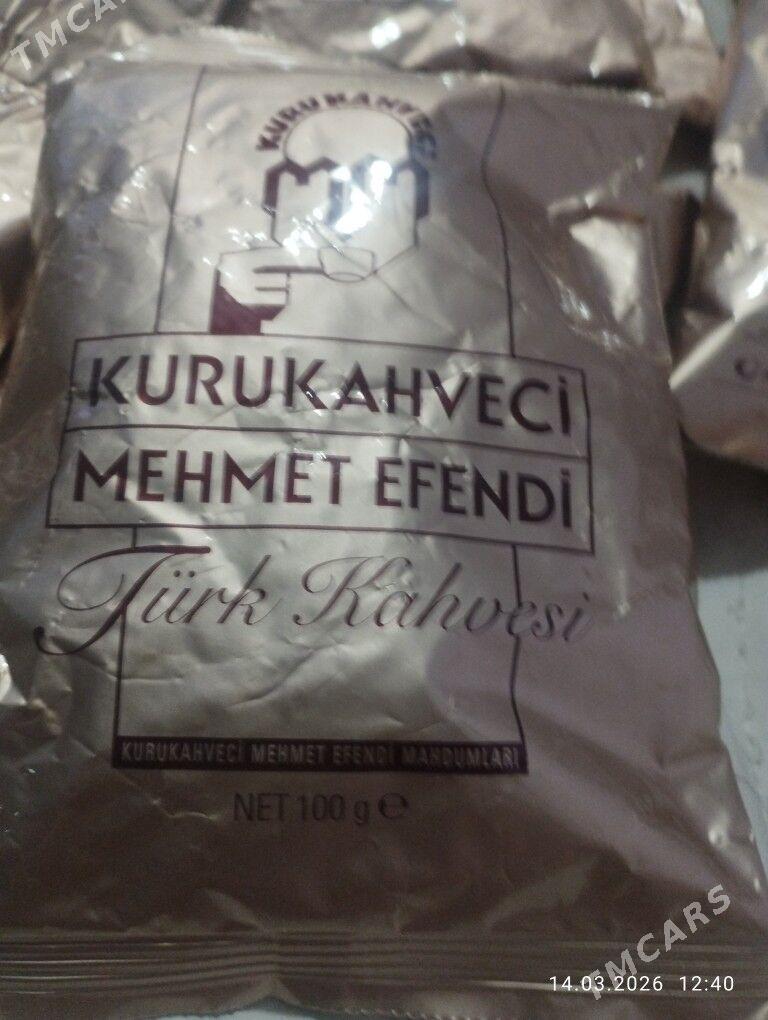 TMCARS
KURUKAHVECİ
MM
KURUKAHVECİ
MEHMET EFENDİ
Türk Kahvesi
KURUKAHVECİ MEHMET EFENDİ MAHDUMLARI
NET 100 g ℮
TMCARS
14.03.2026 12:40